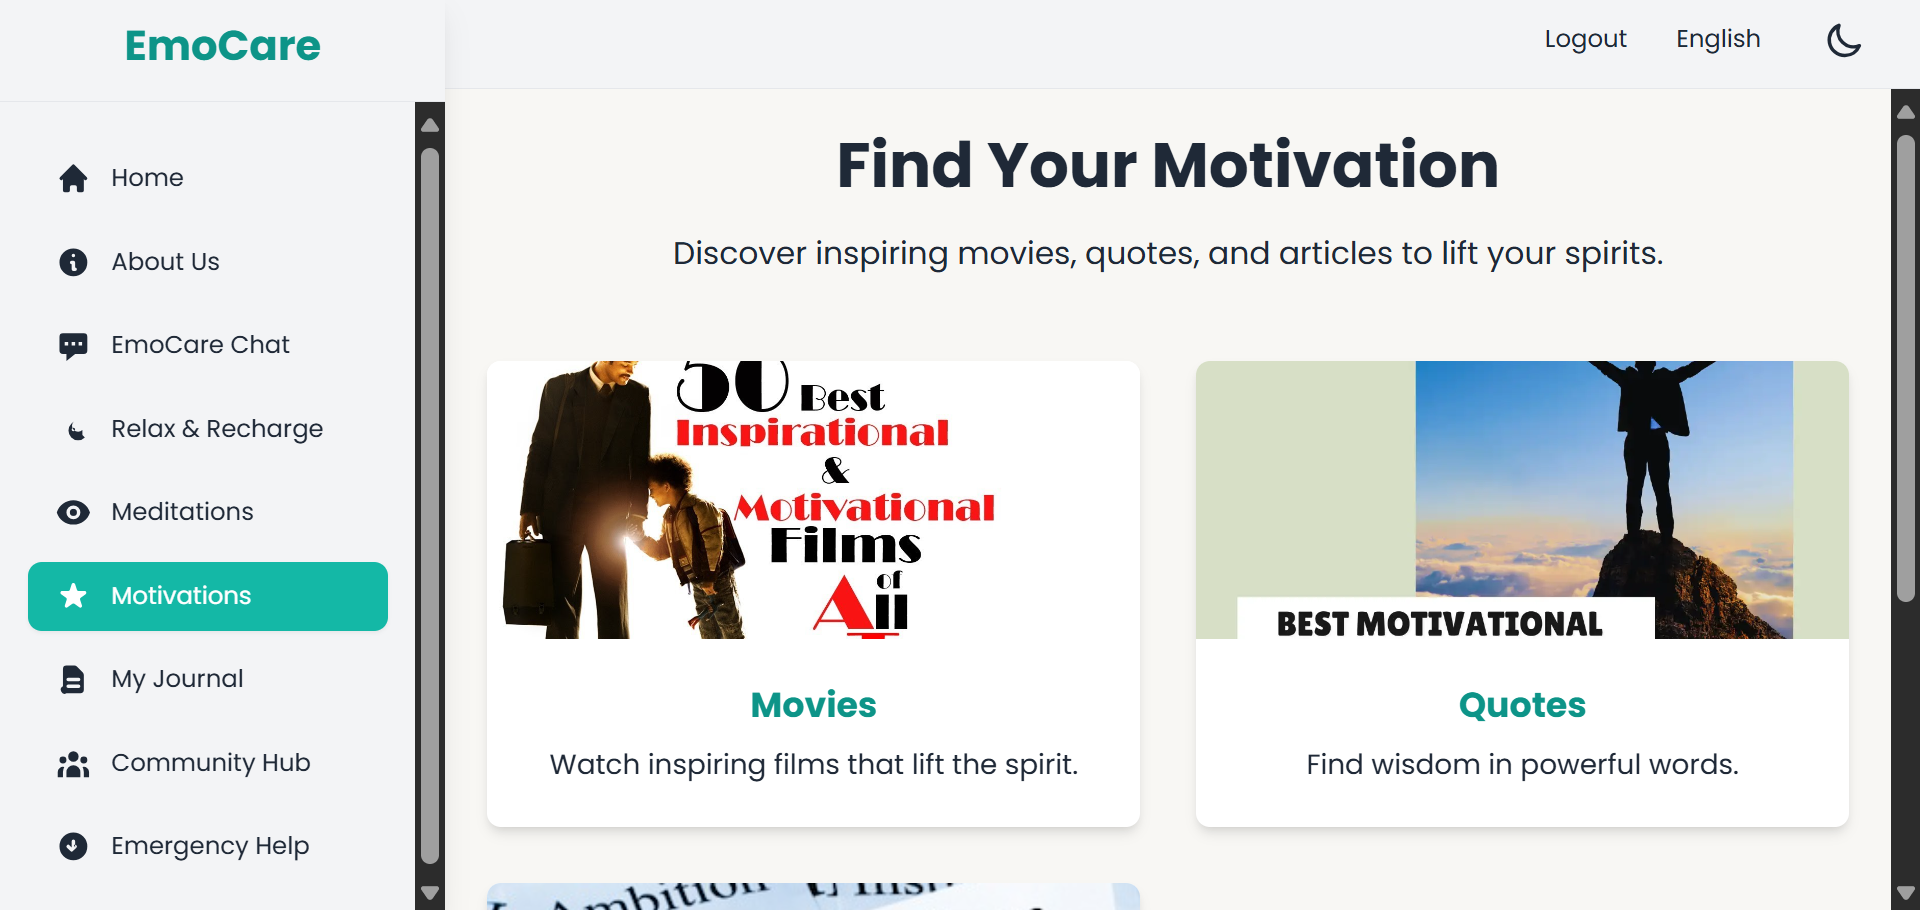 EmoCare
Logout
English
Home
About Us
EmoCare Chat
Relax & Recharge
Meditations
Motivations
My Journal
Community Hub
Emergency Help
Find Your Motivation
Discover inspiring movies, quotes, and articles to lift your spirits.
50 Best
Inspirational
&
Motivational
Films
of
All
Movies
Watch inspiring films that lift the spirit.
BEST MOTIVATIONAL
Quotes
Find wisdom in powerful words.
Ambition